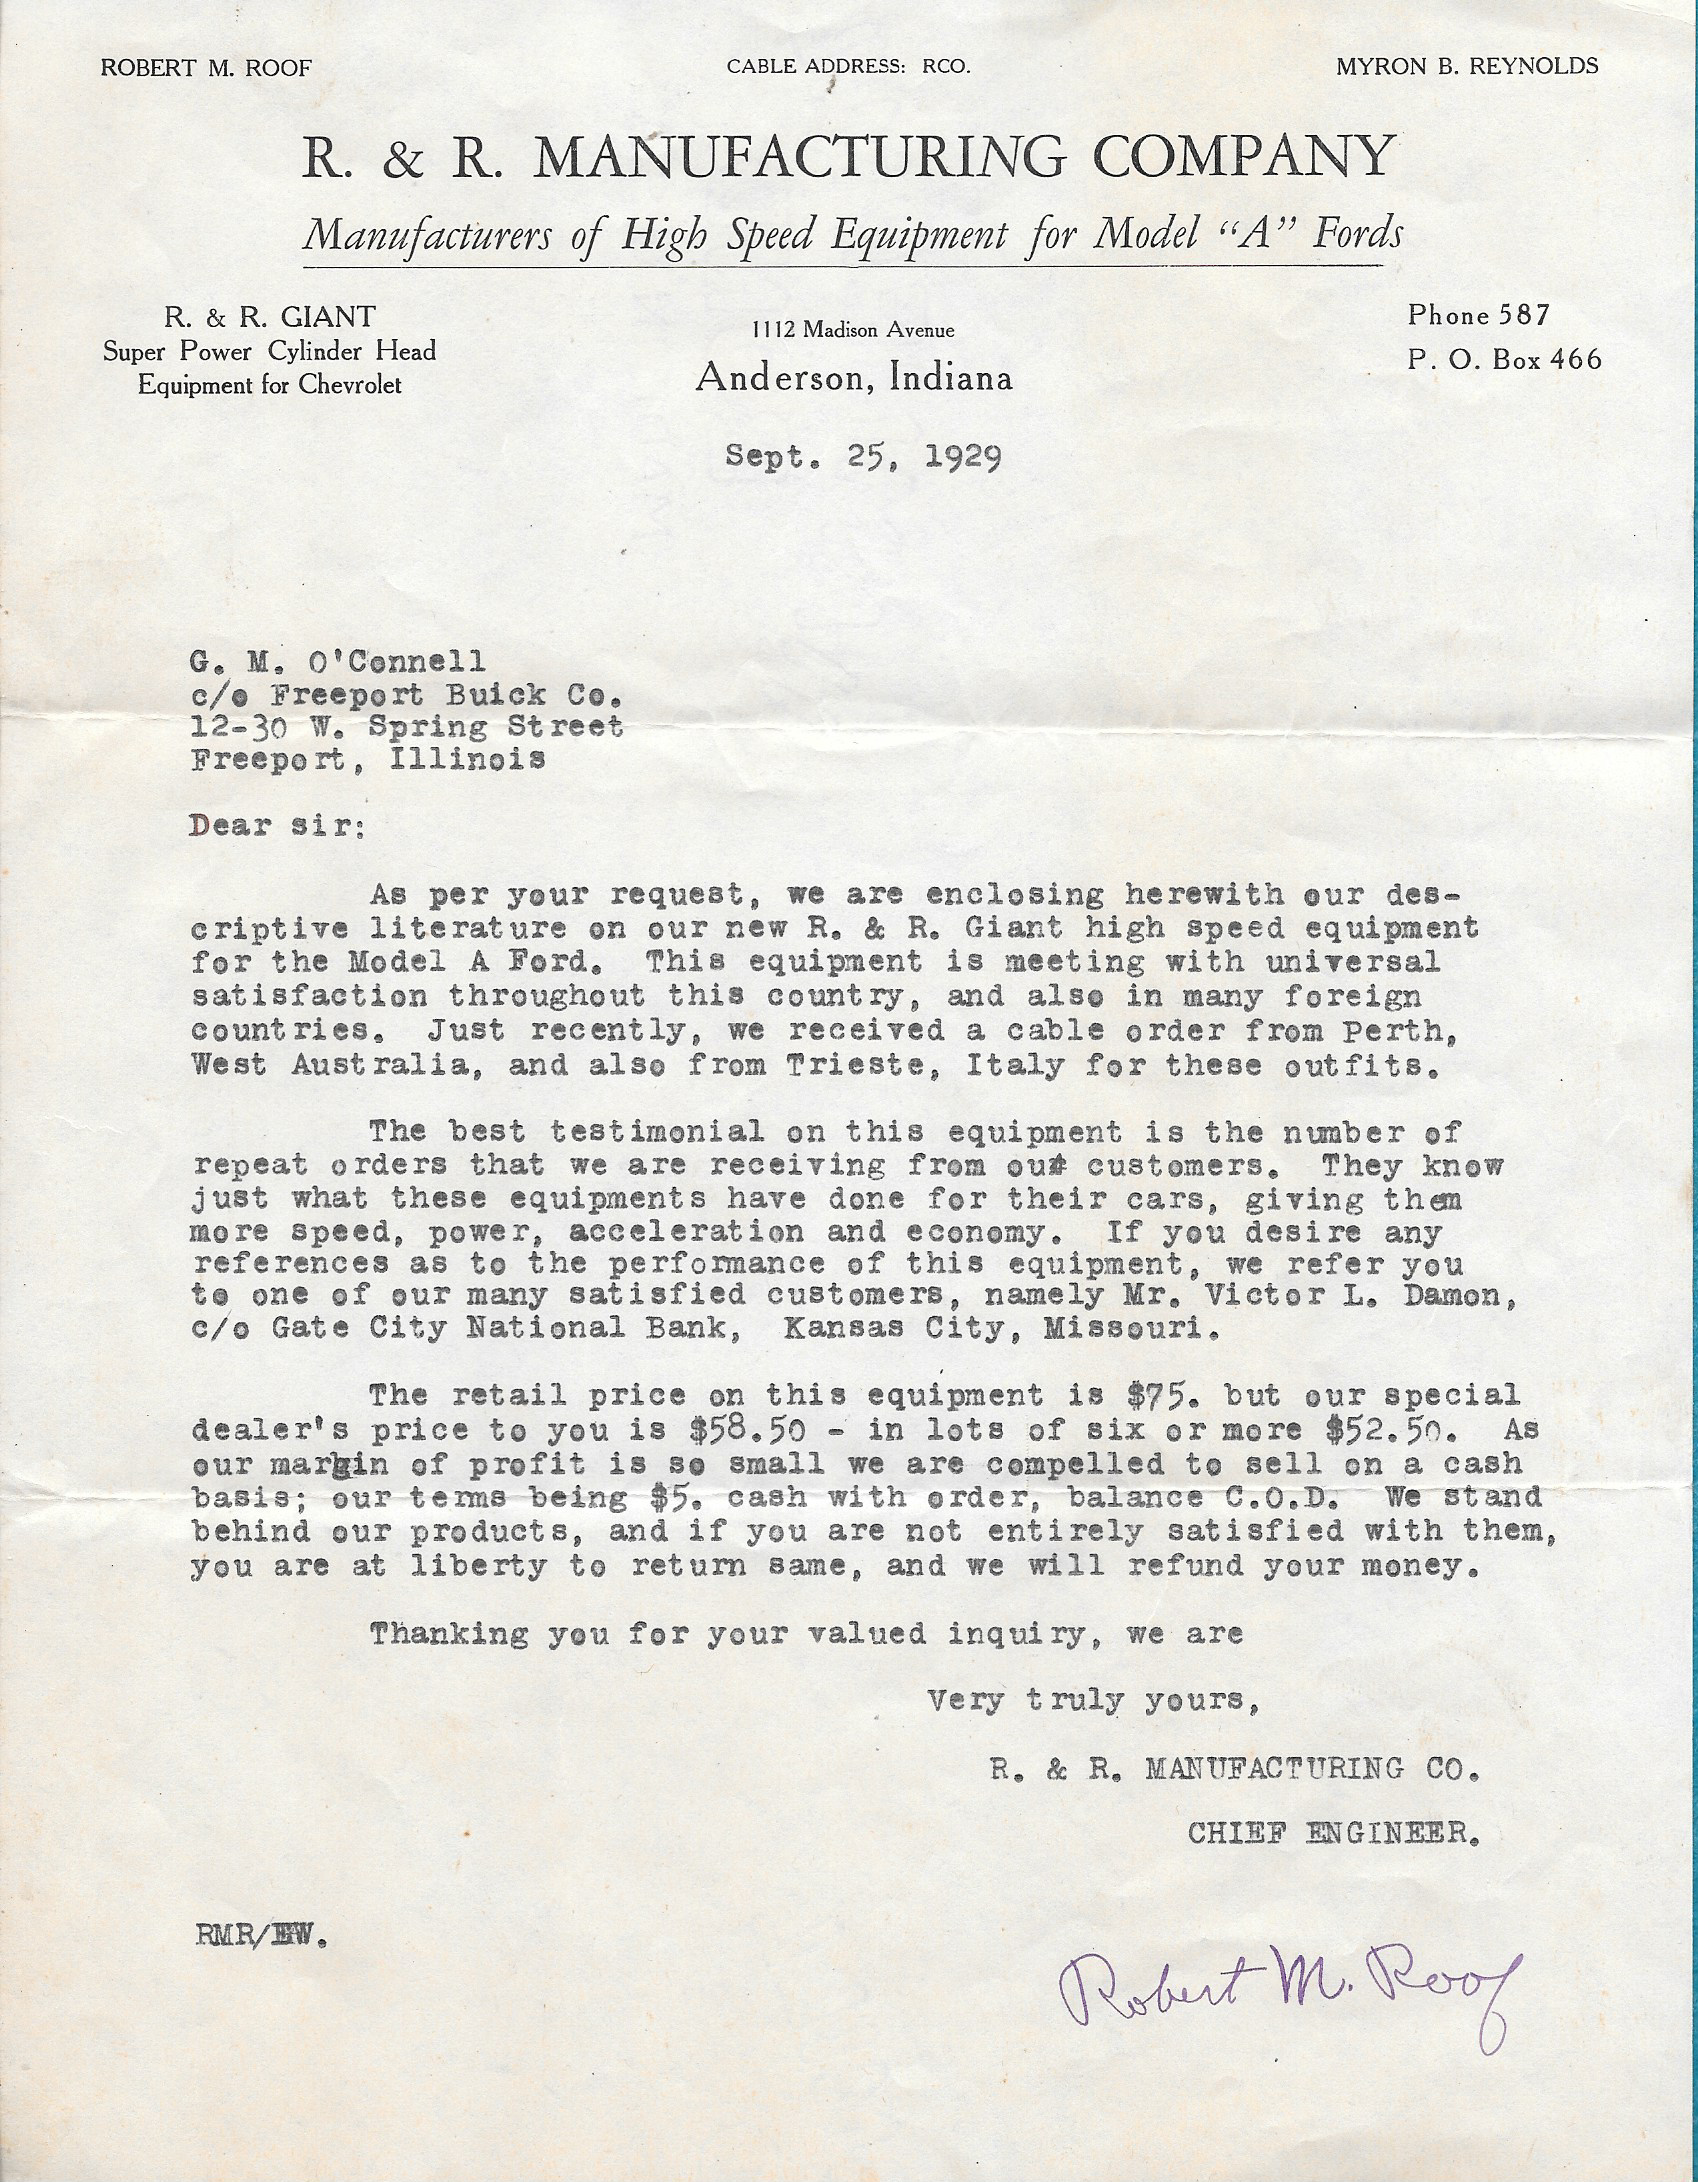 ROBERT M. ROOF
CABLE ADDRESS: RCO.
MYRON B. REYNOLDS
R. & R. MANUFACTURING COMPANY
Manufacturers of High Speed Equipment for Model "A" Fords
R. & R. GIANT
Super Power Cylinder Head
Equipment for Chevrolet
1112 Madison Avenue
Anderson, Indiana
Phone 587
P. O. Box 466
Sept. 25, 1929
G. M. O'Connell
c/o Freeport Buick Co.
12-30 W. Spring Street
Freeport, Illinois
Dear sir:
As per your request, we are enclosing herewith our des-
criptive literature on our new R. & R. Giant high speed equipment
for the Model A Ford. This equipment is meeting with universal
satisfaction throughout this country, and also in many foreign
countries. Just recently, we received a cable order from Perth,
West Australia, and also from Trieste, Italy for these outfits.
The best testimonial on this equipment is the number of
repeat orders that we are receiving from our customers. They know
just what these equipments have done for their cars, giving them
more speed, power, acceleration and economy. If you desire any
references as to the performance of this equipment, we refer you
to one of our many satisfied customers, namely Mr. Victor L. Damon,
c/o Gate City National Bank, Kansas City, Missouri.
The retail price on this equipment is $75. but our special
dealer's price to you is $58.50 - in lots of six or more $52.50. As
our margin of profit is so small we are compelled to sell on a cash
basis; our terms being $5. cash with order, balance C.O.D. We stand
behind our products, and if you are not entirely satisfied with them,
you are at liberty to return same, and we will refund your money.
Thanking you for your valued inquiry, we are
Very truly yours,
R. & R. MANUFACTURING CO.
CHIEF ENGINEER.
RMR/EW.
Robert M. Roof